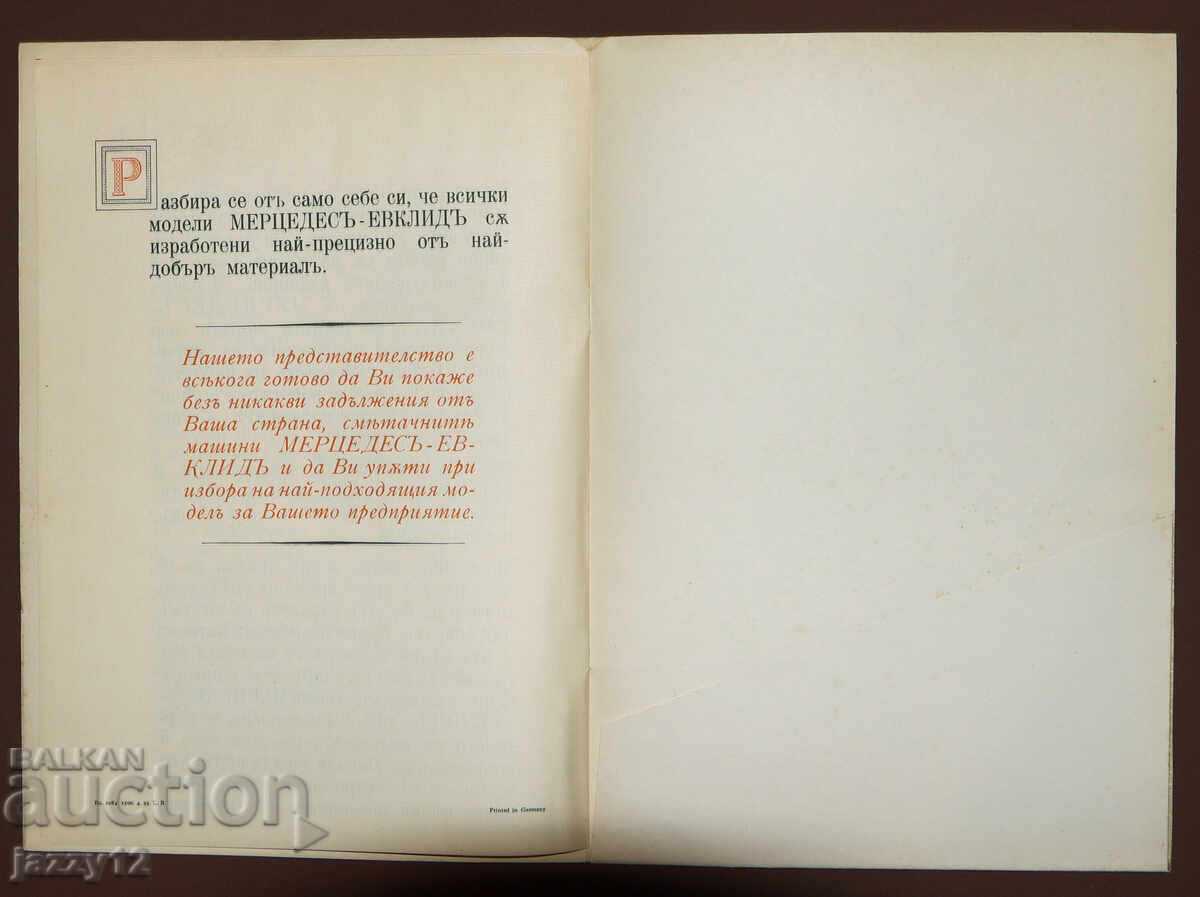 Разбира се отъ само себе си, че всички
модели МЕРЦЕДЕСЪ-ЕВКЛИДЪ сѫ
изработени най-прецизно отъ най-
добъръ материалъ.
Нашето представителство е
всѣкога готово да Ви покаже
безъ никакви задължения отъ
Ваша страна, смѣтачнитѣ
машини МЕРЦЕДЕСЪ-ЕВ-
КЛИДЪ и да Ви упѫти при
избора на най-подходящия мо-
делъ за Вашето предприятие.
Printed in Germany
BALKAN
auction
jazzy12